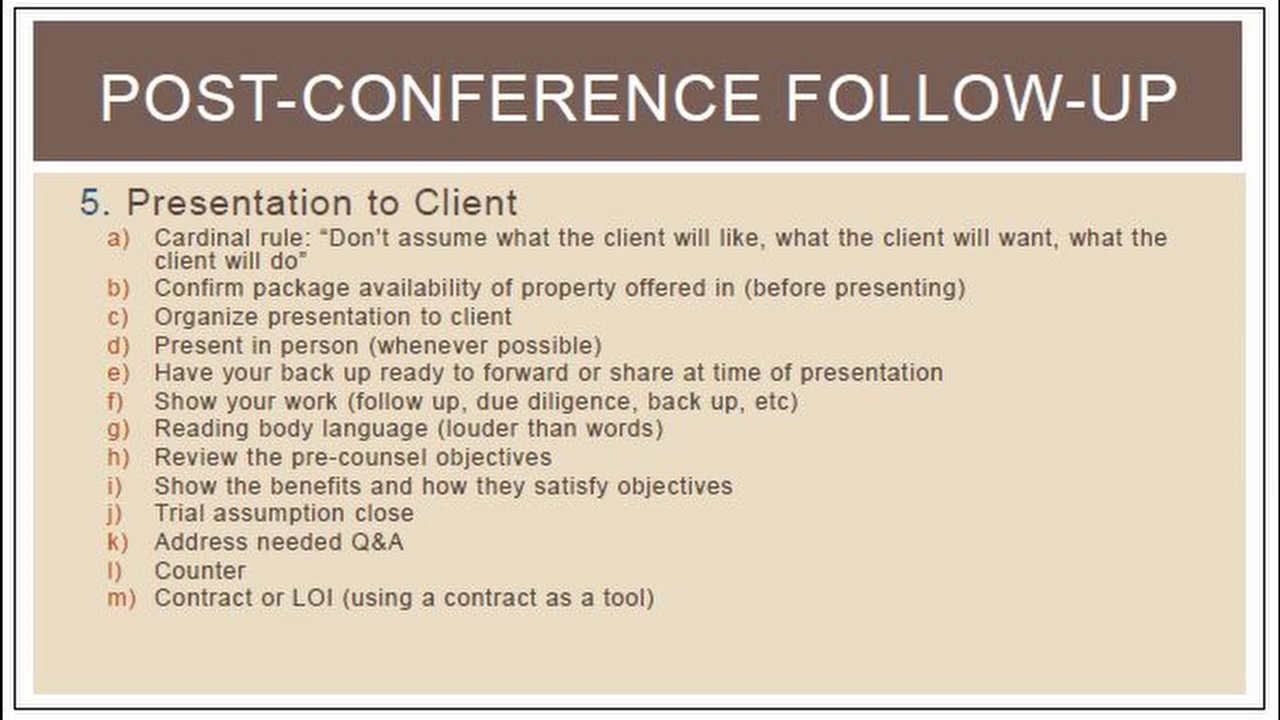 POST-CONFERENCE FOLLOW-UP
5. Presentation to Client
a) Cardinal rule: “Don't assume what the client will like, what the client will want, what the
client will do”
b) Confirm package availability of property offered in (before presenting)
c) Organize presentation to client
d) Present in person (whenever possible)
e) Have your back up ready to forward or share at time of presentation
f) Show your work (follow up, due diligence, back up, etc)
g) Reading body language (louder than words)
h) Review the pre-counsel objectives
i) Show the benefits and how they satisfy objectives
j) Trial assumption close
k) Address needed Q&A
l) Counter
m) Contract or LOI (using a contract as a tool)